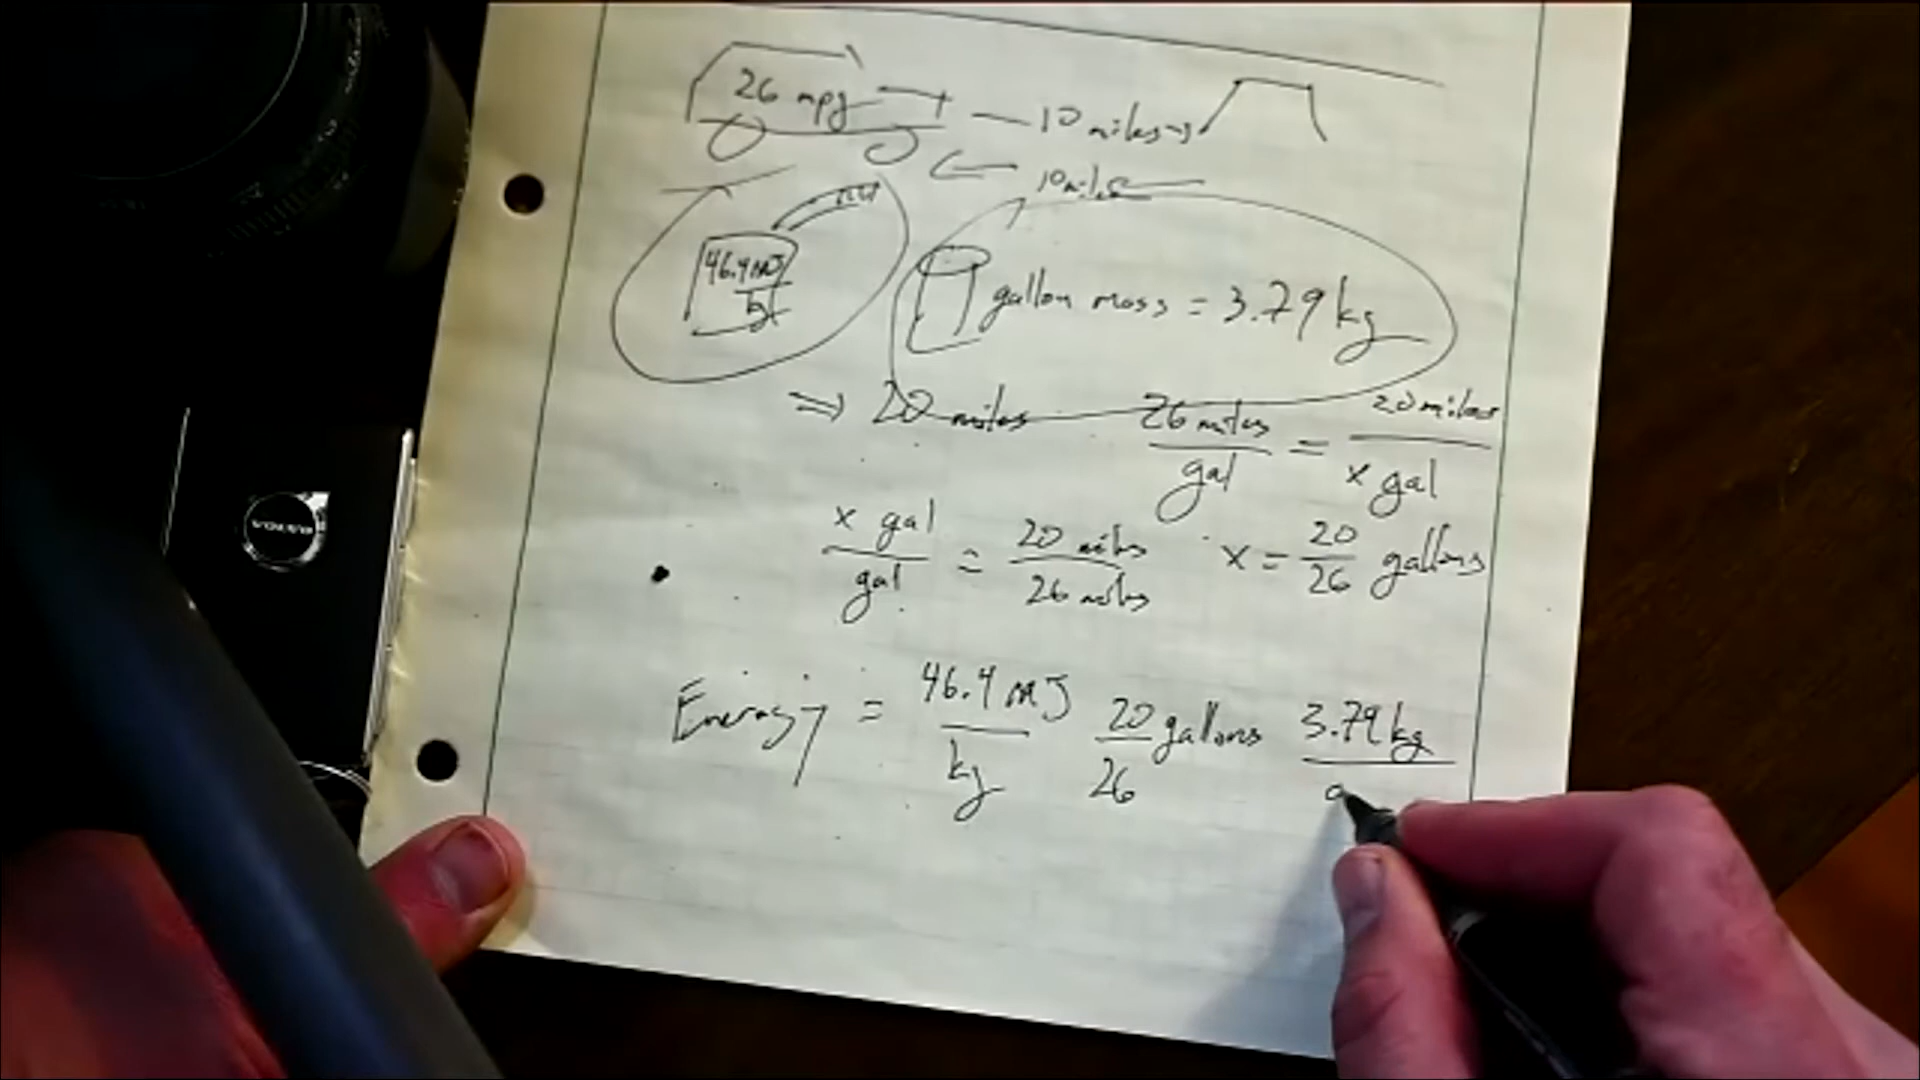 26 mpg — 10 miles →
← 10 miles
46.4 MJ
kg
gallon mass = 3.79 kg
⇒ 20 miles
26 miles / gal = 20 miles / x gal
x gal / gal = 20 miles / 26 miles
x = 20 / 26 gallons
Energy = 46.4 MJ / kg 20 / 26 gallons 3.79 kg
VOLVO